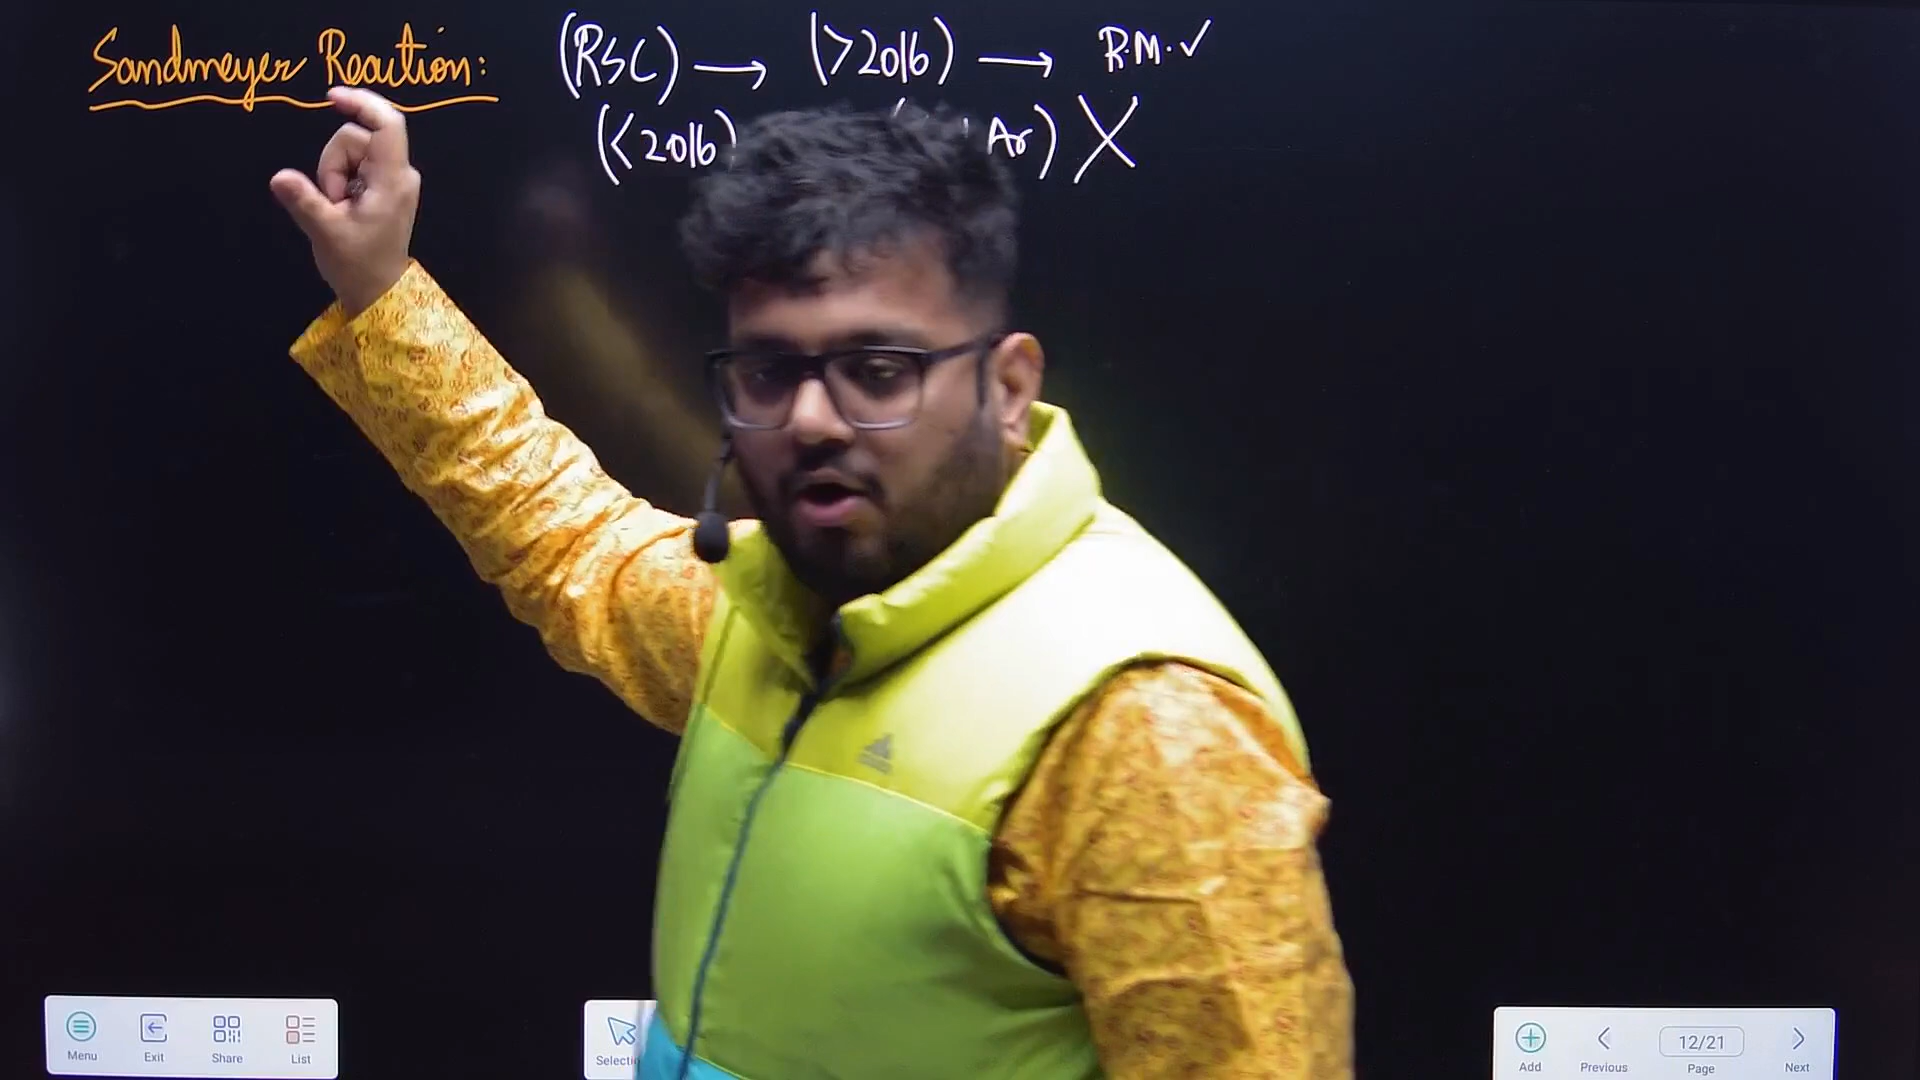 Sandmeyer Reaction: (RSC) → (>2016) → R.M. ✓
(<2016) Ar) X
Menu
Exit
Share
List
Add
Previous
12/21
Page
Next